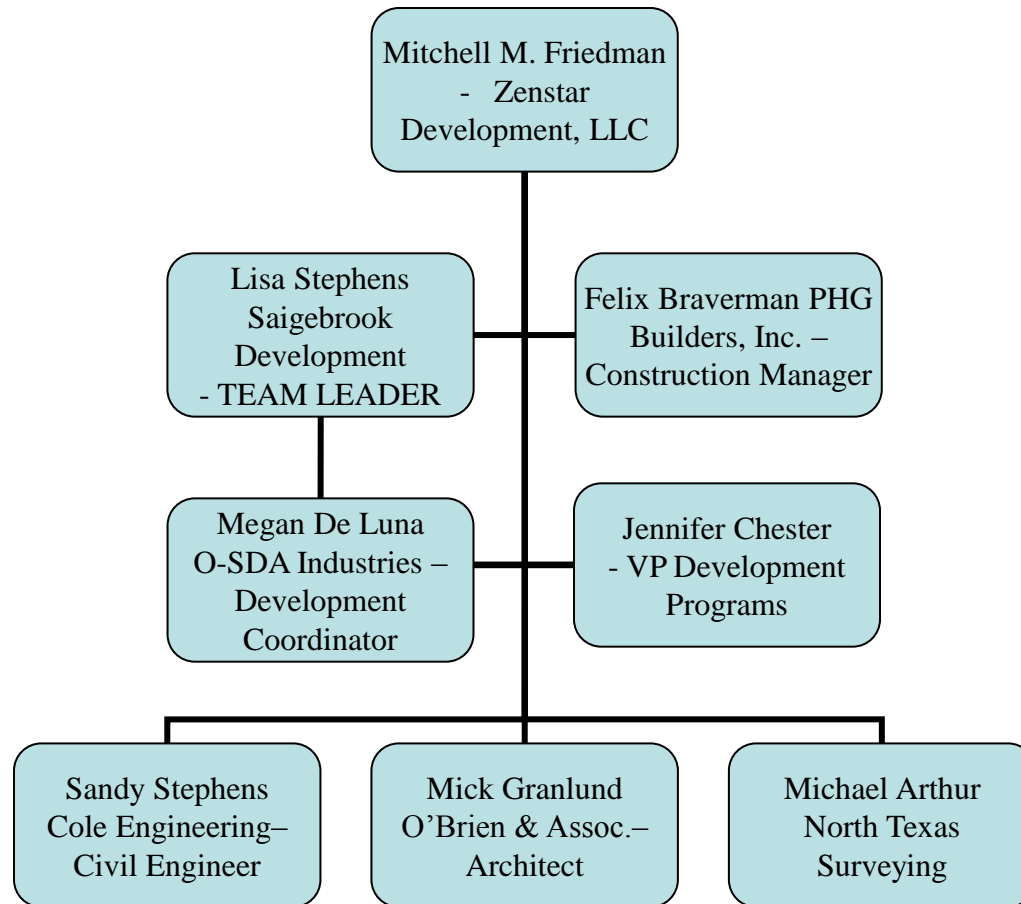 Mitchell M. Friedman
- Zenstar
Development, LLC
Lisa Stephens
Saigebrook
Development
- TEAM LEADER
Felix Braverman PHG
Builders, Inc. –
Construction Manager
Megan De Luna
O-SDA Industries –
Development
Coordinator
Jennifer Chester
- VP Development
Programs
Sandy Stephens
Cole Engineering–
Civil Engineer
Mick Granlund
O’Brien & Assoc.–
Architect
Michael Arthur
North Texas
Surveying